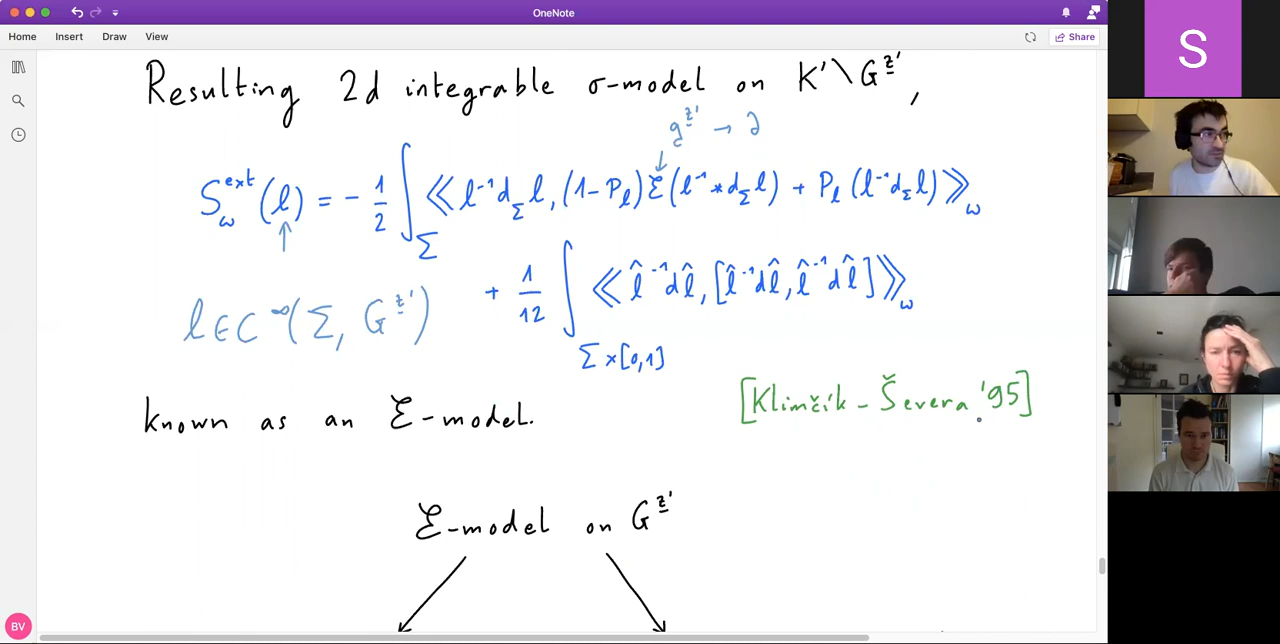 OneNote
Home Insert Draw View Share
Resulting 2d integrable σ-model on K'\G^{z'},
g^{z'} → ∂
S_ω^{ext}(l) = -1/2 ∫_Σ ⟪l^{-1}d_Σ l, (1-P_l)ℰ(l^{-1}*d_Σ l) + P_l(l^{-1}d_Σ l)⟫_ω
+ 1/12 ∫_{Σ×[0,1]} ⟪l̂^{-1}dl̂, [l̂^{-1}dl̂, l̂^{-1}dl̂]⟫_ω
l ∈ C^∞(Σ, G^{z'})
known as an ℰ-model.
[Klimčík - Ševera '95]
ℰ-model on G^{z'}
BV
S